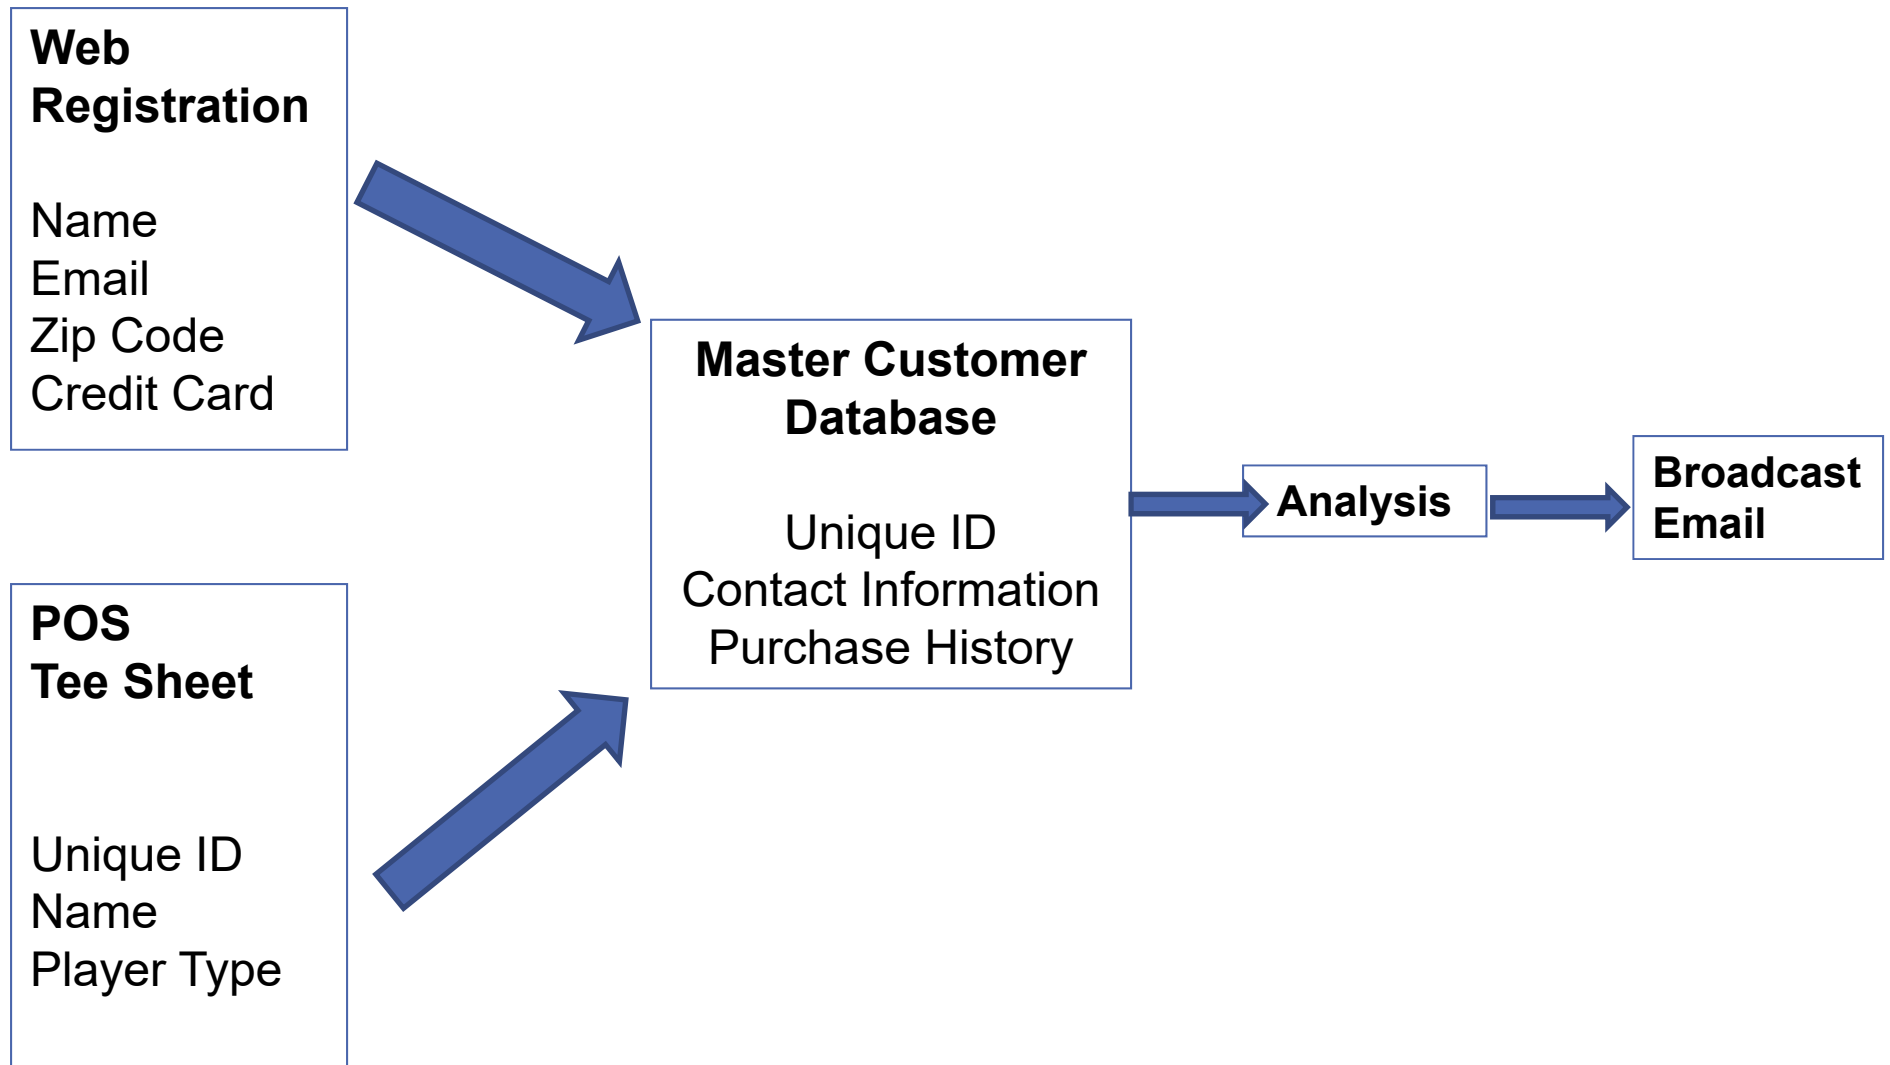 Web
Registration
Name
Email
Zip Code
Credit Card
POS
Tee Sheet
Unique ID
Name
Player Type
Master Customer
Database
Unique ID
Contact Information
Purchase History
Analysis
Broadcast
Email